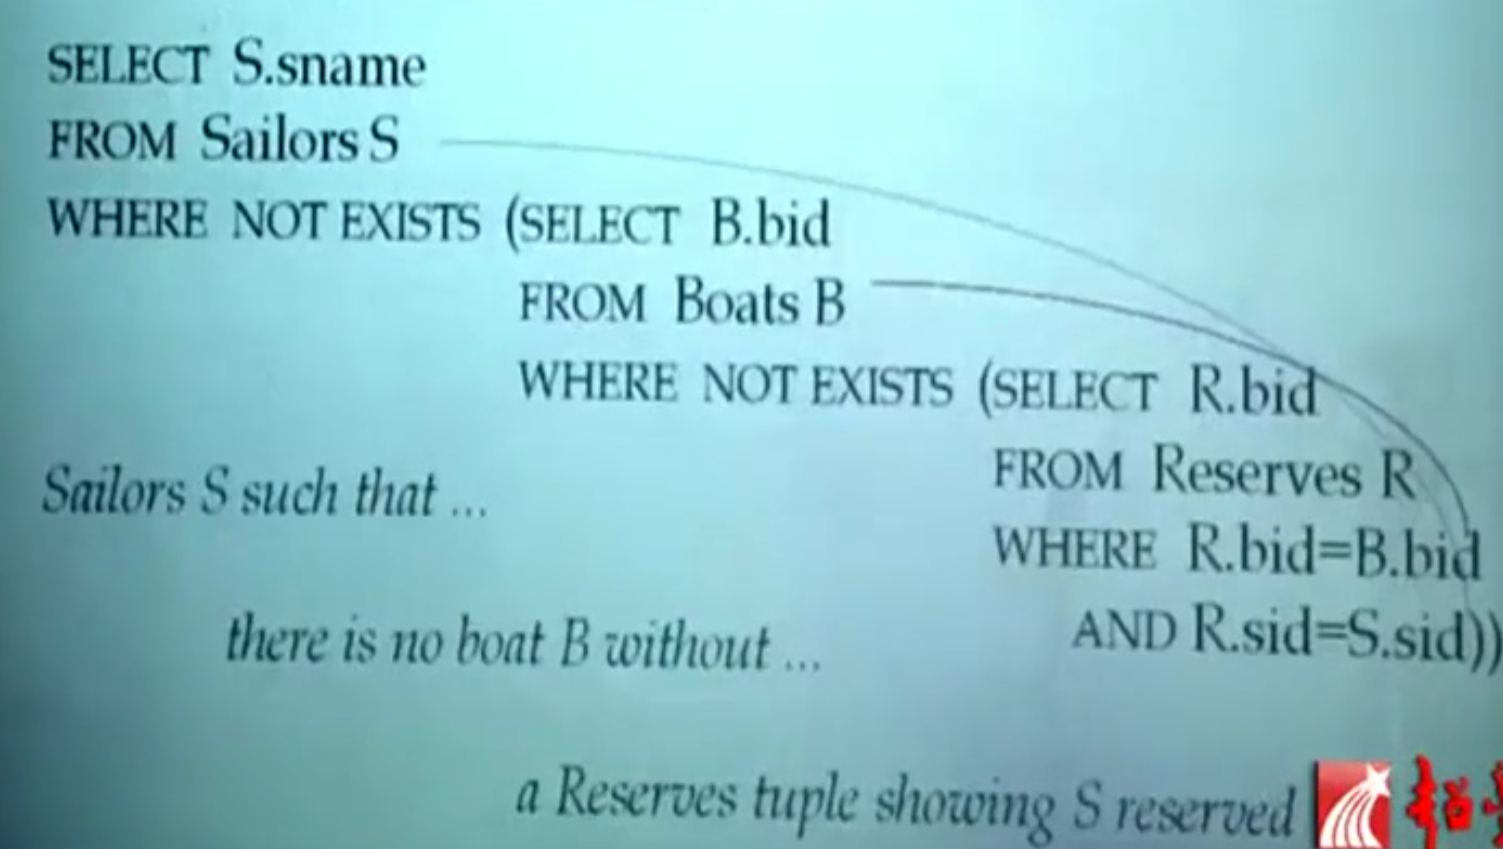 SELECT S.sname
FROM Sailors S
WHERE NOT EXISTS (SELECT B.bid
FROM Boats B
WHERE NOT EXISTS (SELECT R.bid
FROM Reserves R
WHERE R.bid=B.bid
AND R.sid=S.sid))
Sailors S such that ...
there is no boat B without ...
a Reserves tuple showing S reserved